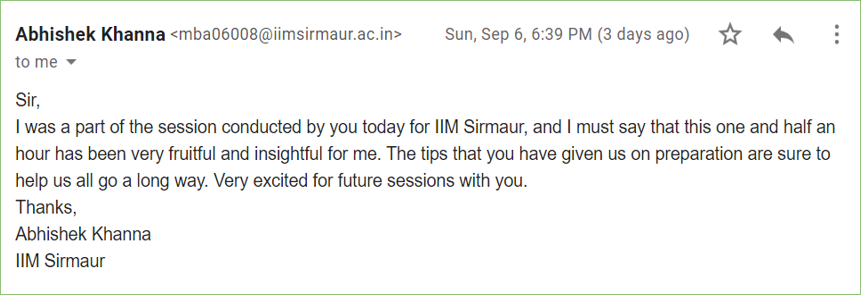 Abhishek Khanna <mba06008@iimsirmaur.ac.in> Sun, Sep 6, 6:39 PM (3 days ago)
to me
Sir,
I was a part of the session conducted by you today for IIM Sirmaur, and I must say that this one and half an
hour has been very fruitful and insightful for me. The tips that you have given us on preparation are sure to
help us all go a long way. Very excited for future sessions with you.
Thanks,
Abhishek Khanna
IIM Sirmaur